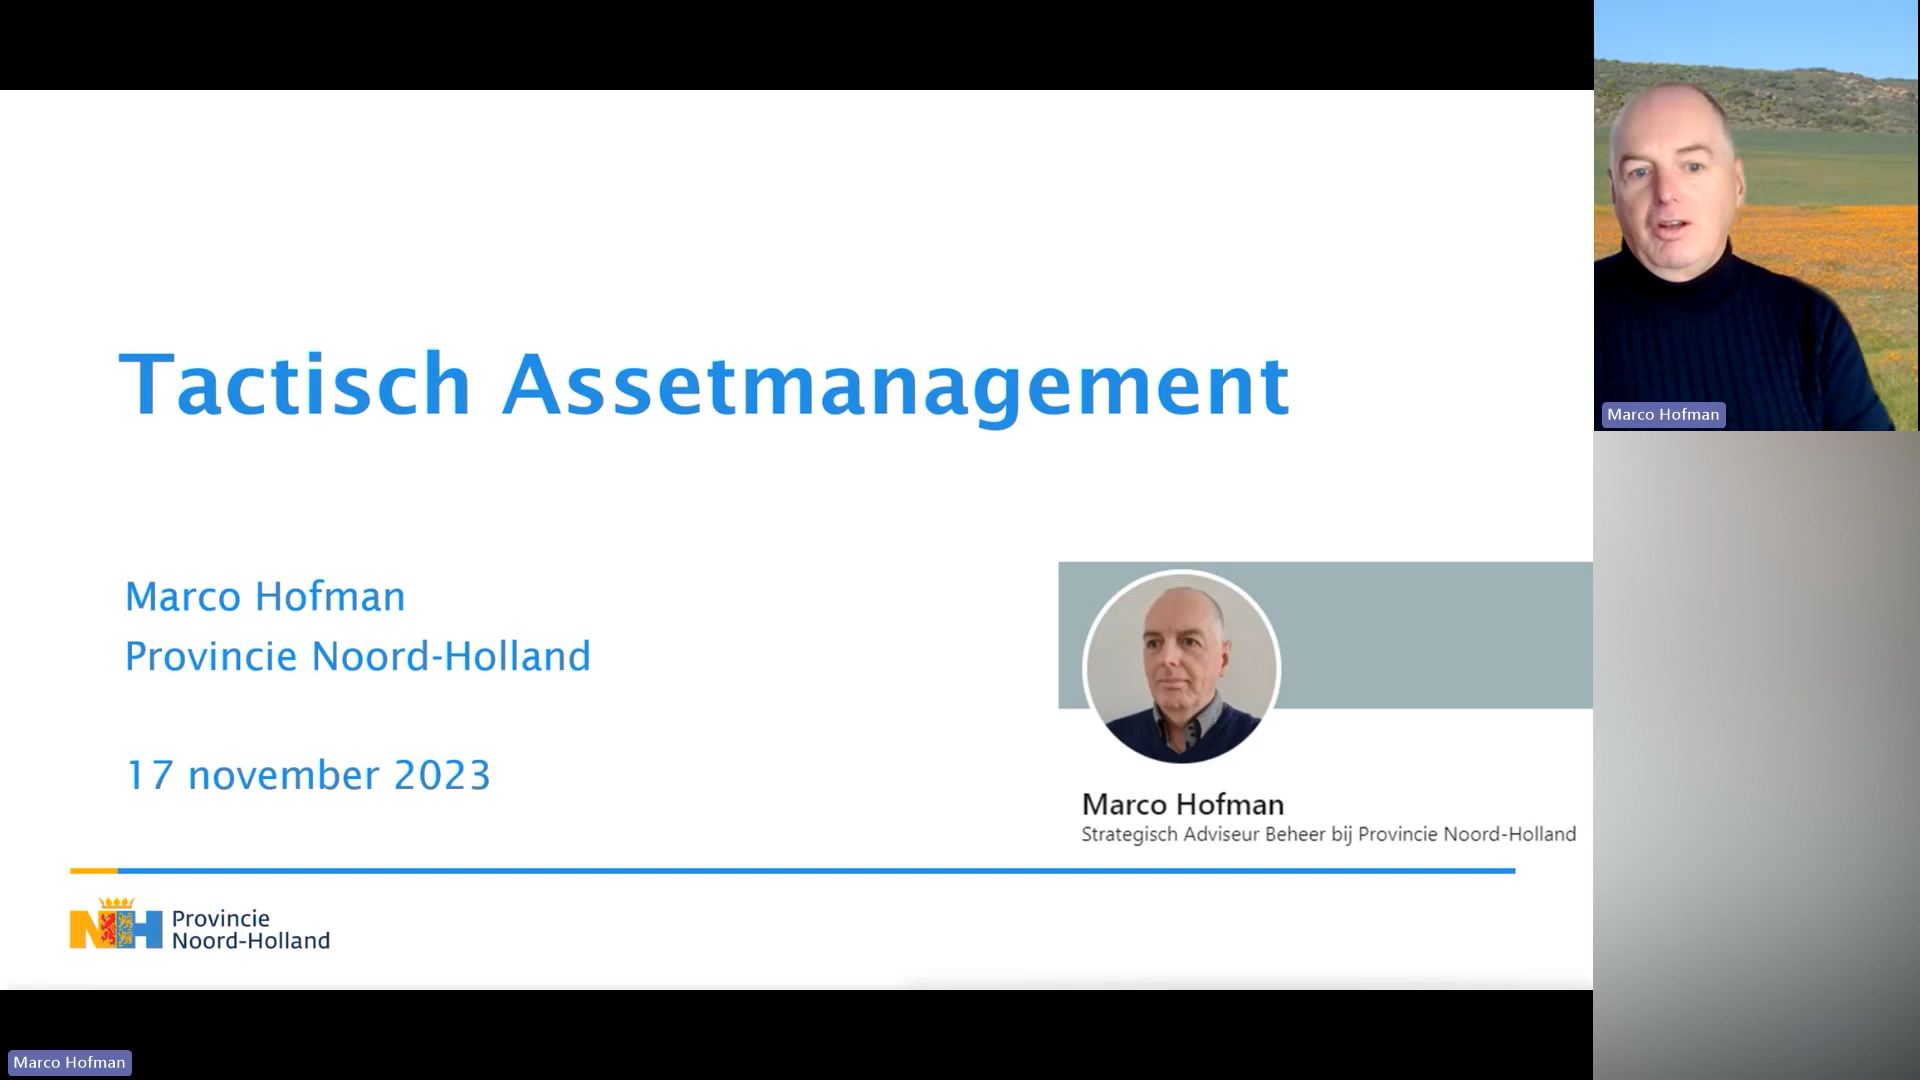 Tactisch Assetmanagement
Marco Hofman
Provincie Noord-Holland
17 november 2023
Marco Hofman
Strategisch Adviseur Beheer bij Provincie Noord-Holland
NH
Provincie
Noord-Holland
Marco Hofman
Marco Hofman